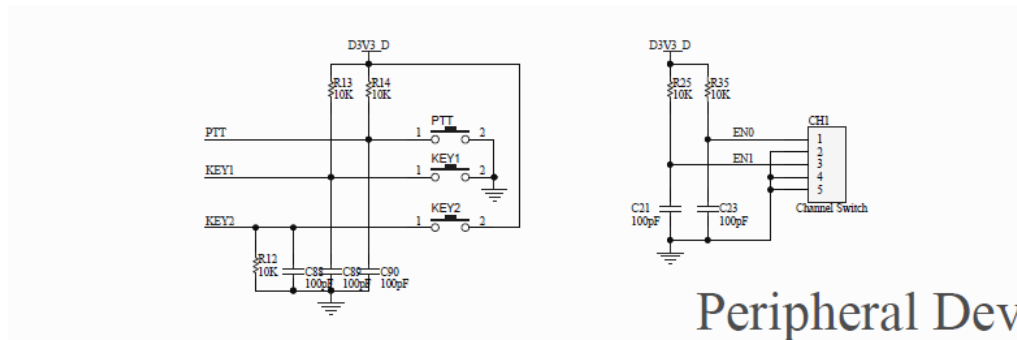 D3V3_D
R13
10K
R14
10K
PTT
1
PTT
2
KEY1
1
KEY1
2
KEY2
1
KEY2
2
R12
10K
C88
100pF
C89
100pF
C90
100pF
D3V3_D
R25
10K
R35
10K
CH1
EN0
1
2
EN1
3
4
5
C21
100pF
C23
100pF
Channel Switch
Peripheral Dev